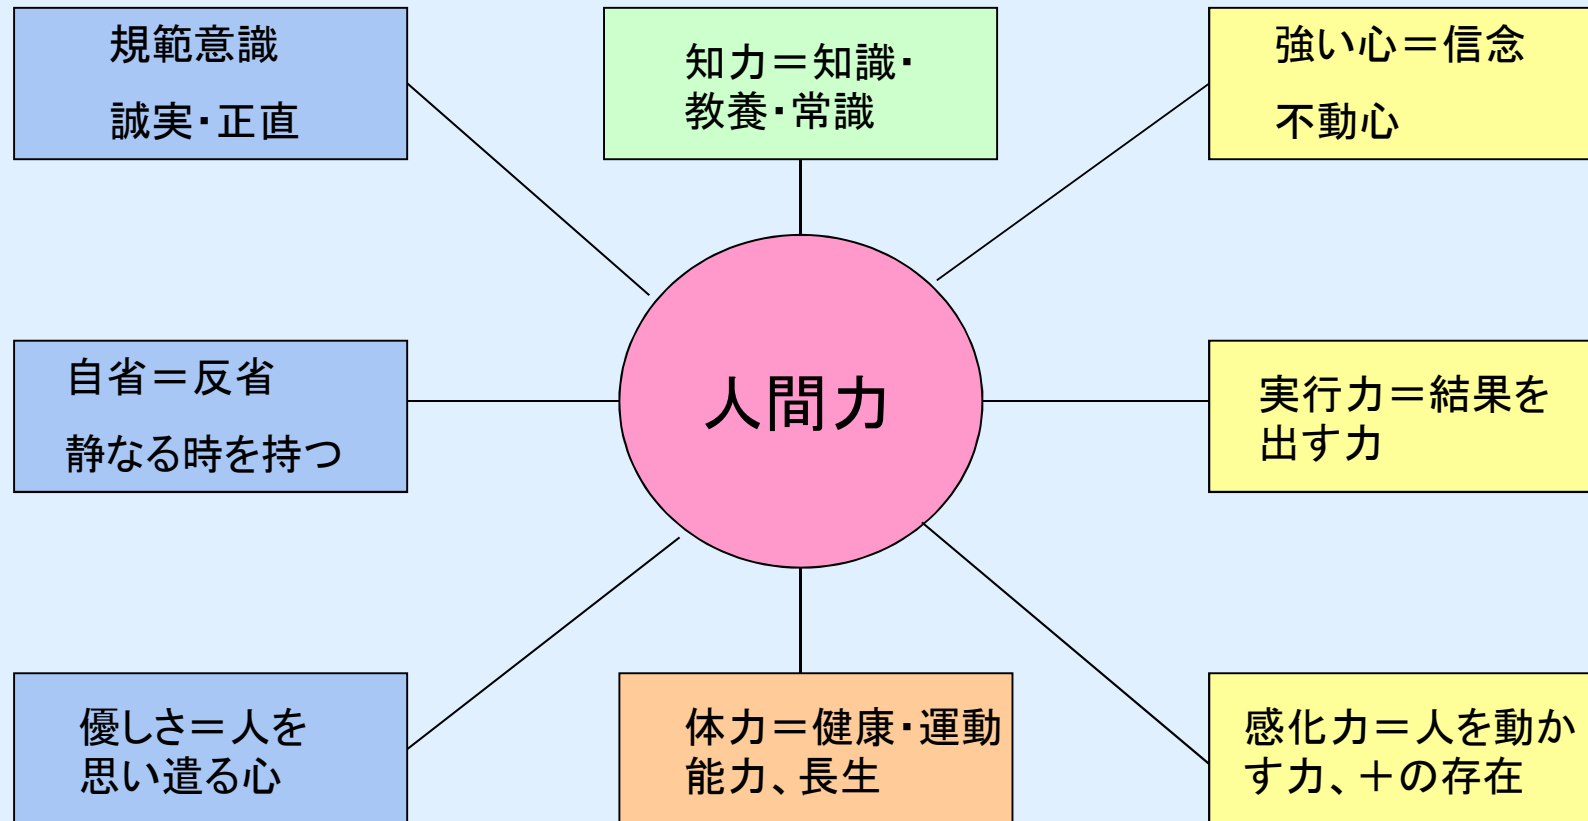 規範意識
誠実・正直
知力＝知識・
教養・常識
強い心＝信念
不動心
自省＝反省
静なる時を持つ
人間力
実行力＝結果を
出す力
優しさ＝人を
思い遣る心
体力＝健康・運動
能力、長生
感化力＝人を動か
す力、＋の存在